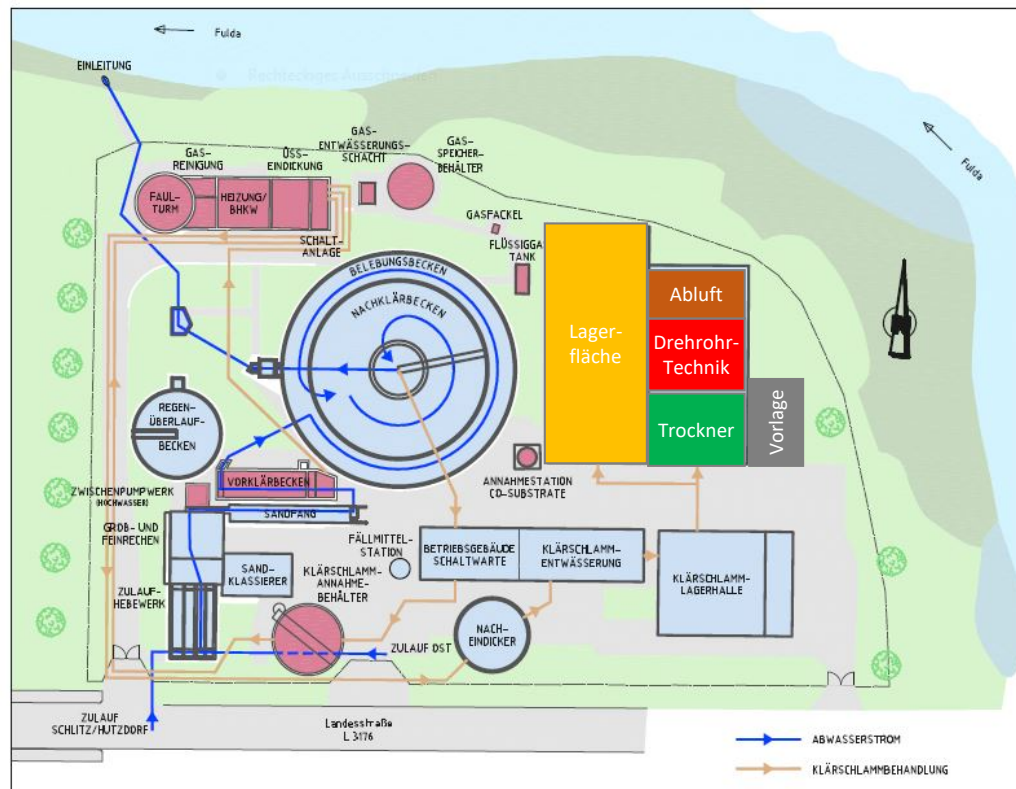 Fulda
EINLEITUNG
Rechteckiges Ausschneiden
Fulda
GAS-
REINIGUNG
ÜSS-
EINDICKUNG
GAS-
ENTWÄSSERUNGS-
SCHACHT
GAS-
SPEICHER-
BEHÄLTER
FAUL-
TURM
HEIZUNG/
BHKW
SCHALT-
ANLAGE
GASFACKEL
FLÜSSIGGA
TANK
BELEBUNGSBECKEN
NACHKLÄRBECKEN
Lager-
fläche
Abluft
Drehrohr-
Technik
Trockner
Vorlage
REGEN-
ÜBERLAUF-
BECKEN
VORKLÄRBECKEN
ZWISCHENPUMPWERK
(HOCHWASSER)
SANDFANG
ANNAHMESTATION
CO-SUBSTRATE
GROB- UND
FEINRECHEN
SAND-
KLASSIERER
FÄLLMITTEL-
STATION
KLÄRSCHLAMM-
ANNAHME-
BEHÄLTER
BETRIEBSGEBÄUDE
SCHALTWARTE
KLÄRSCHLAMM-
ENTWÄSSERUNG
KLÄRSCHLAMM-
LAGERHALLE
ZULAUF-
HEBEWERK
NACH-
EINDICKER
ZULAUF DST
ZULAUF
SCHLITZ/HUTZDORF
Landesstraße
L 3176
ABWASSERSTROM
KLÄRSCHLAMMBEHANDLUNG